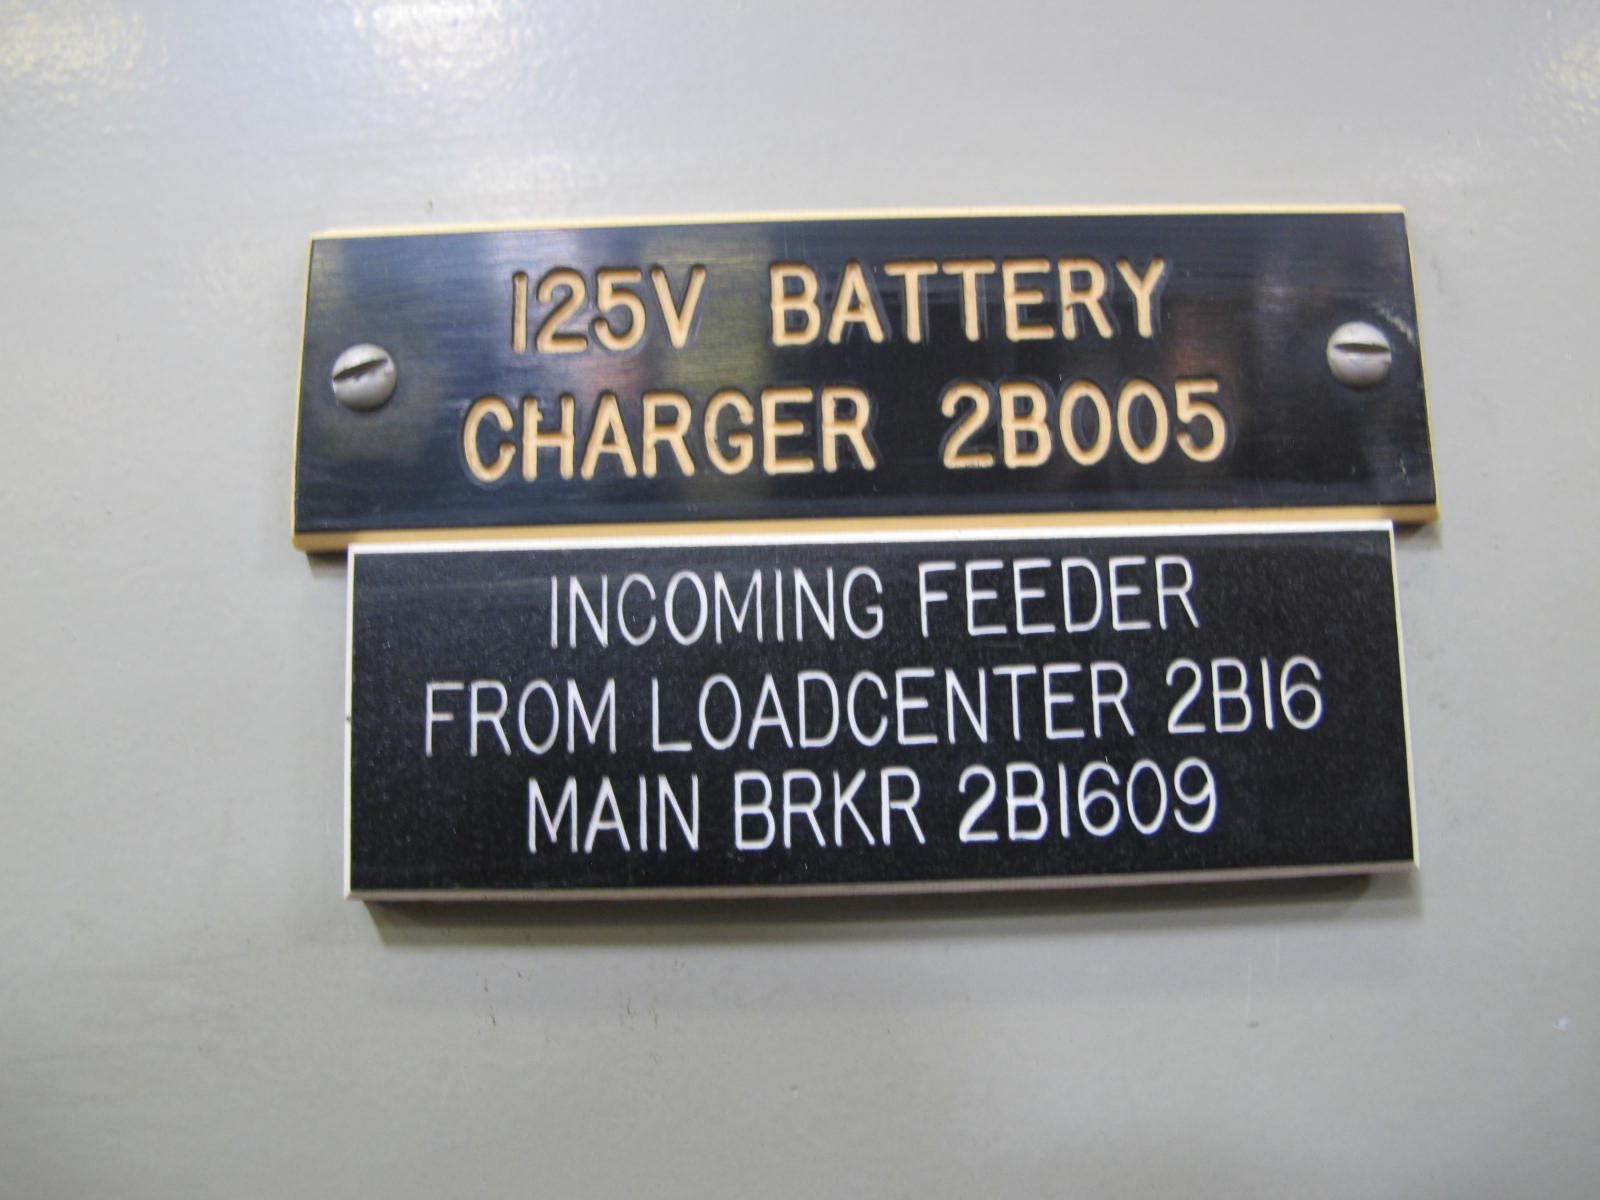 125V BATTERY
CHARGER 2B005
INCOMING FEEDER
FROM LOADCENTER 2B16
MAIN BRKR 2B1609